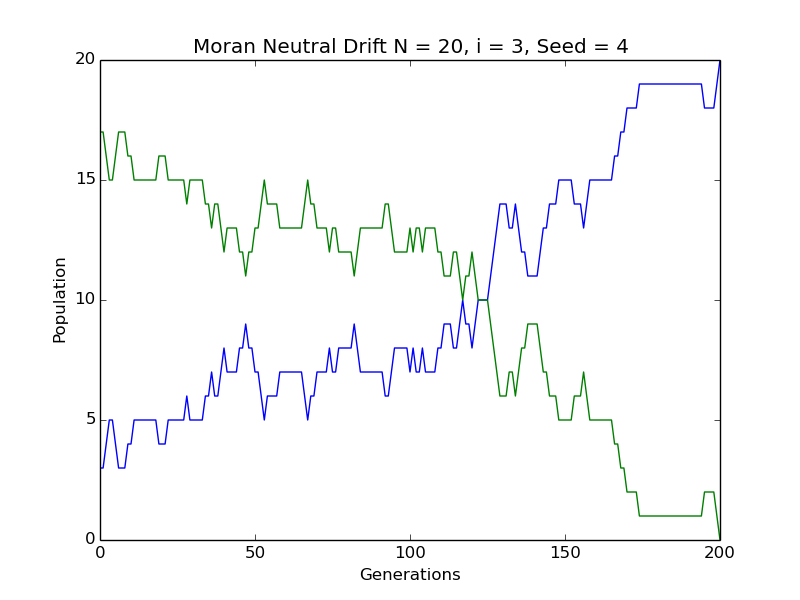 Moran Neutral Drift N = 20, i = 3, Seed = 4
20
15
10
5
0
Population
0 50 100 150 200
Generations